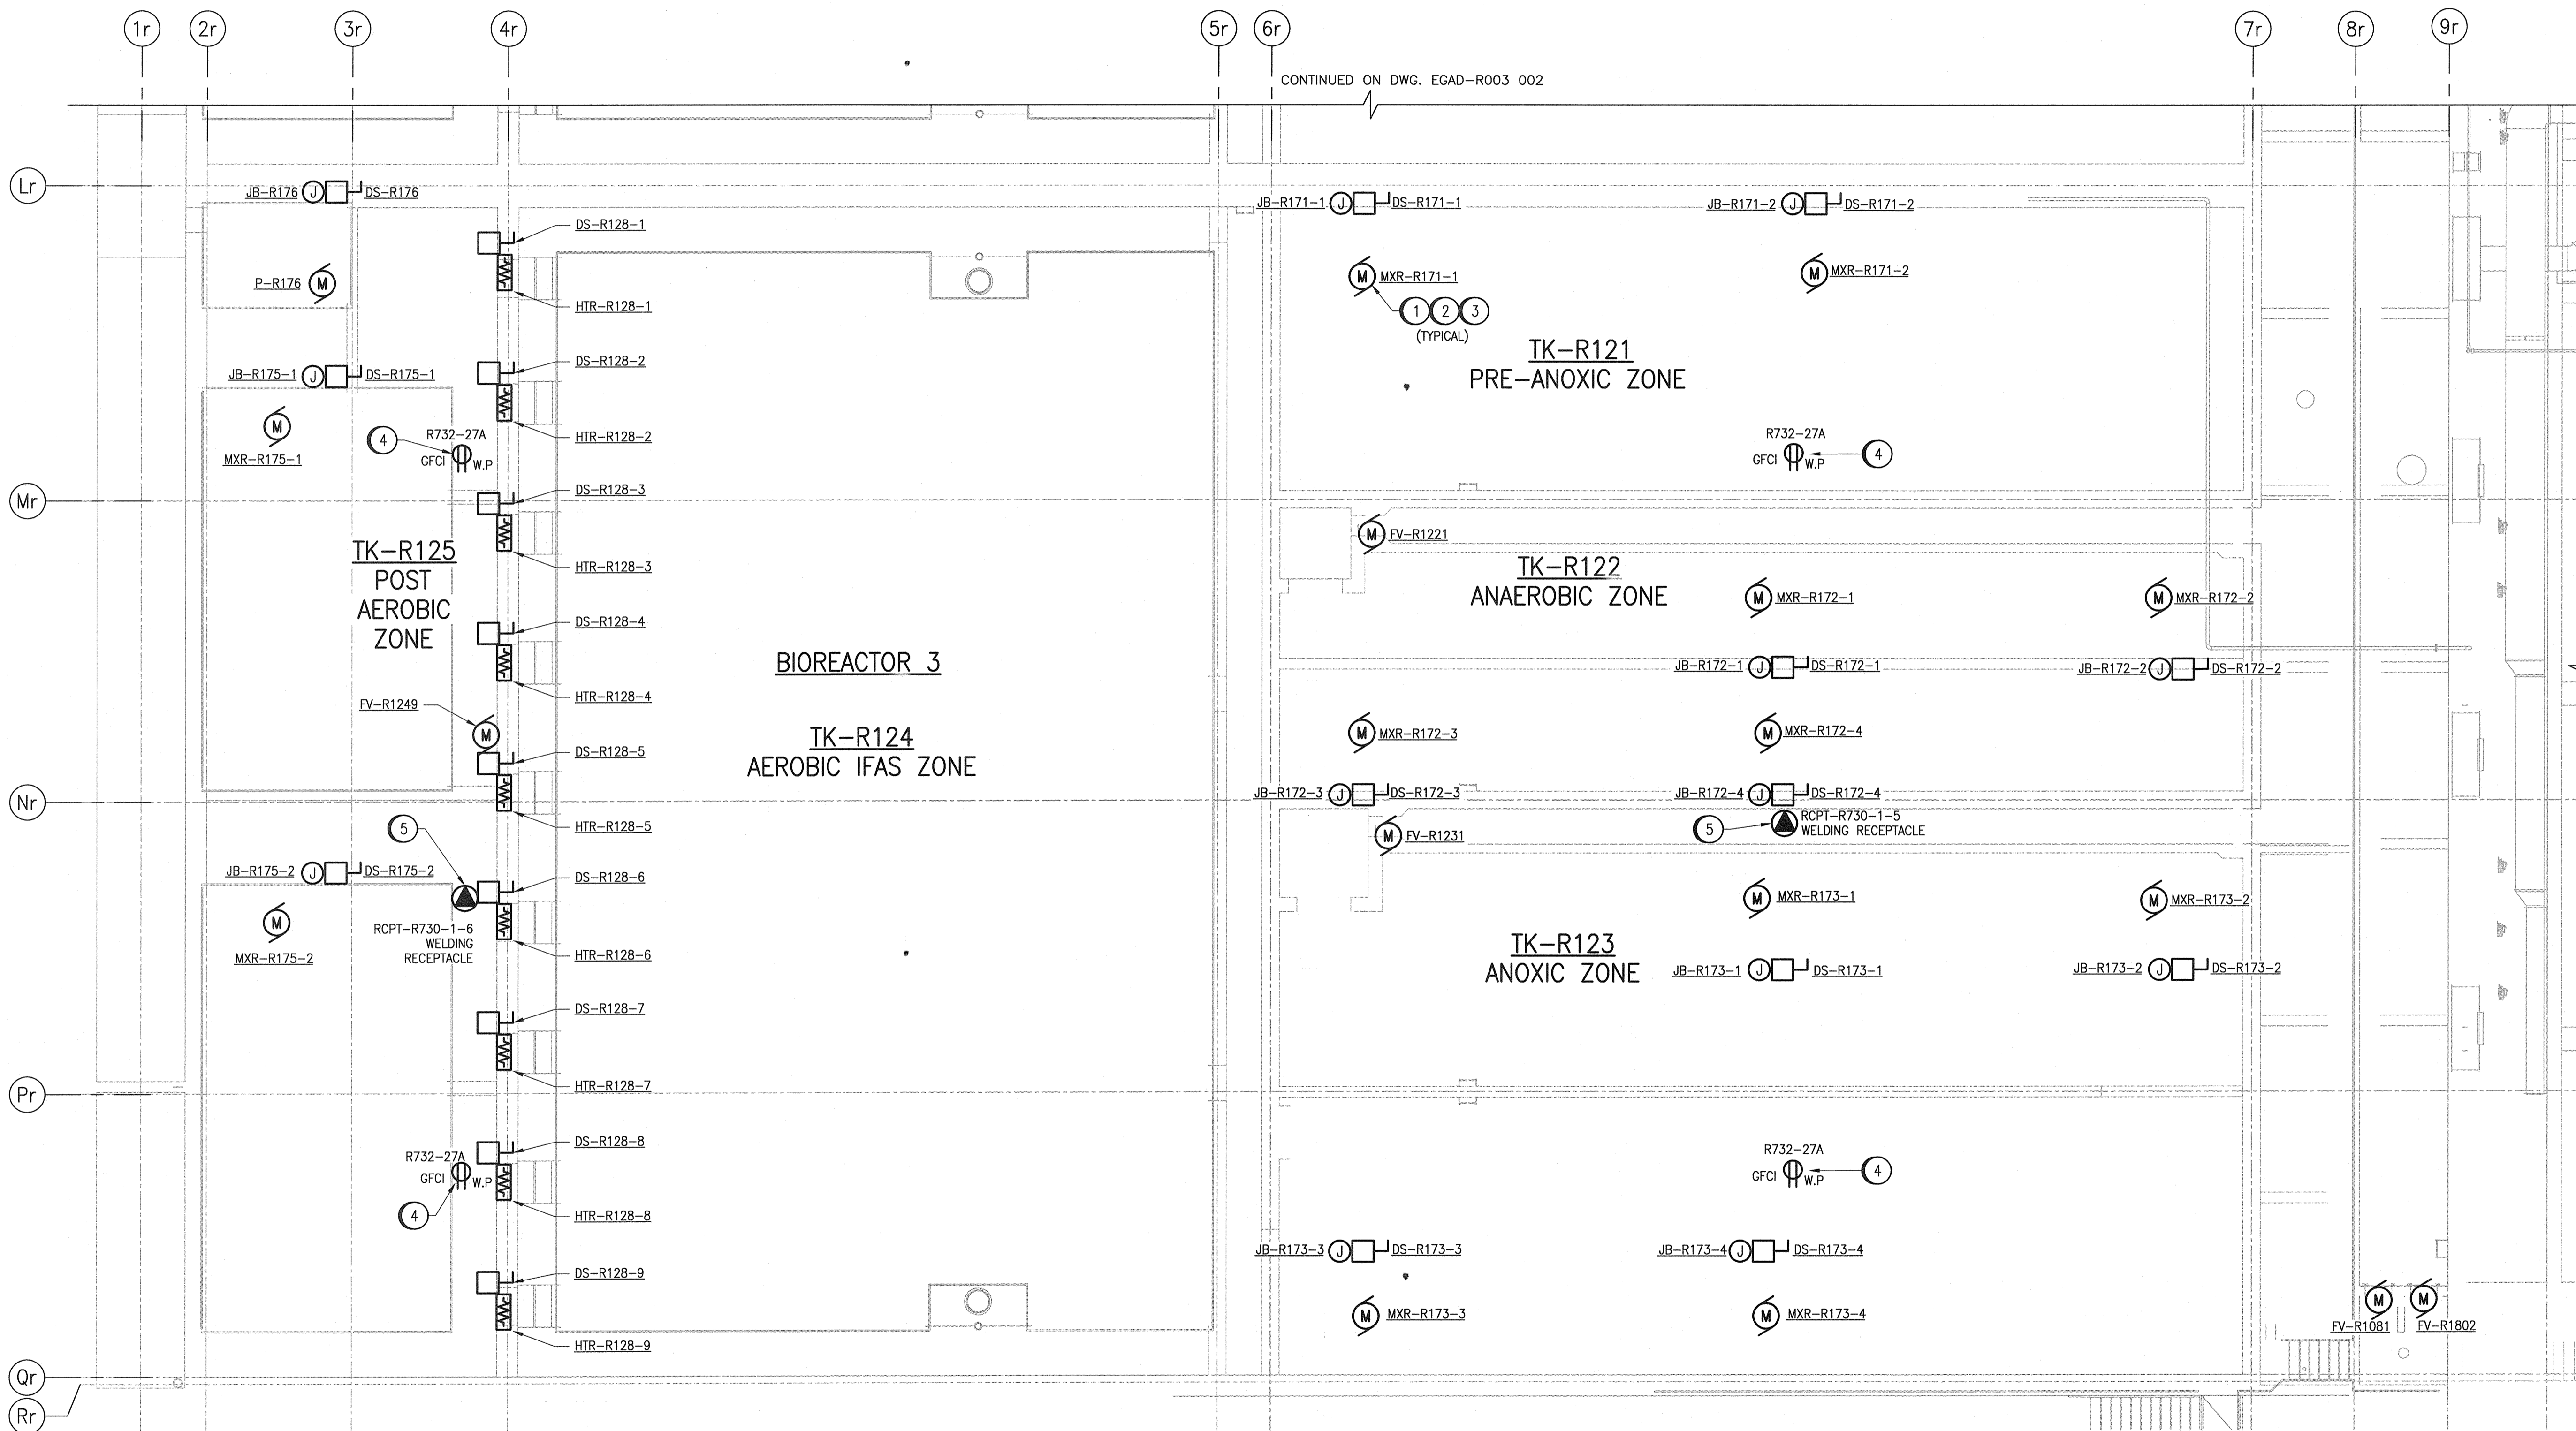 1r
2r
3r
4r
5r
6r
7r
8r
9r
CONTINUED ON DWG. EGAD-R003 002
Lr
JB-R176
J
DS-R176
JB-R171-1
J
DS-R171-1
JB-R171-2
J
DS-R171-2
DS-R128-1
P-R176
M
M
MXR-R171-1
M
MXR-R171-2
HTR-R128-1
1
2
3
(TYPICAL)
TK-R121
PRE-ANOXIC ZONE
DS-R128-2
JB-R175-1
J
DS-R175-1
M
MXR-R175-1
4
R732-27A
GFCI
W.P
HTR-R128-2
R732-27A
GFCI
W.P
4
Mr
DS-R128-3
HTR-R128-3
TK-R125
POST
AEROBIC
ZONE
M
FV-R1221
TK-R122
ANAEROBIC ZONE
M
MXR-R172-1
M
MXR-R172-2
DS-R128-4
HTR-R128-4
BIOREACTOR 3
JB-R172-1
J
DS-R172-1
JB-R172-2
J
DS-R172-2
FV-R1249
M
TK-R124
AEROBIC IFAS ZONE
M
MXR-R172-3
M
MXR-R172-4
DS-R128-5
HTR-R128-5
Nr
JB-R172-3
J
DS-R172-3
JB-R172-4
J
DS-R172-4
5
M
FV-R1231
5
RCPT-R730-1-5
WELDING RECEPTACLE
JB-R175-2
J
DS-R175-2
DS-R128-6
M
MXR-R175-2
RCPT-R730-1-6
WELDING
RECEPTACLE
HTR-R128-6
M
MXR-R173-1
M
MXR-R173-2
TK-R123
ANOXIC ZONE
JB-R173-1
J
DS-R173-1
JB-R173-2
J
DS-R173-2
DS-R128-7
HTR-R128-7
Pr
DS-R128-8
R732-27A
GFCI
W.P
4
HTR-R128-8
R732-27A
GFCI
W.P
4
JB-R173-3
J
DS-R173-3
JB-R173-4
J
DS-R173-4
DS-R128-9
HTR-R128-9
M
MXR-R173-3
M
MXR-R173-4
M
FV-R1081
M
FV-R1802
Qr
Rr